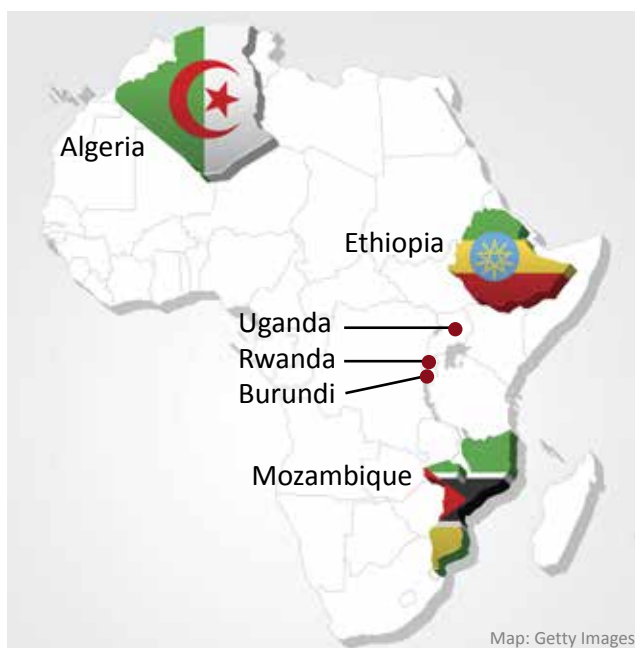 Algeria
Ethiopia
Uganda
Rwanda
Burundi
Mozambique
Map: Getty Images